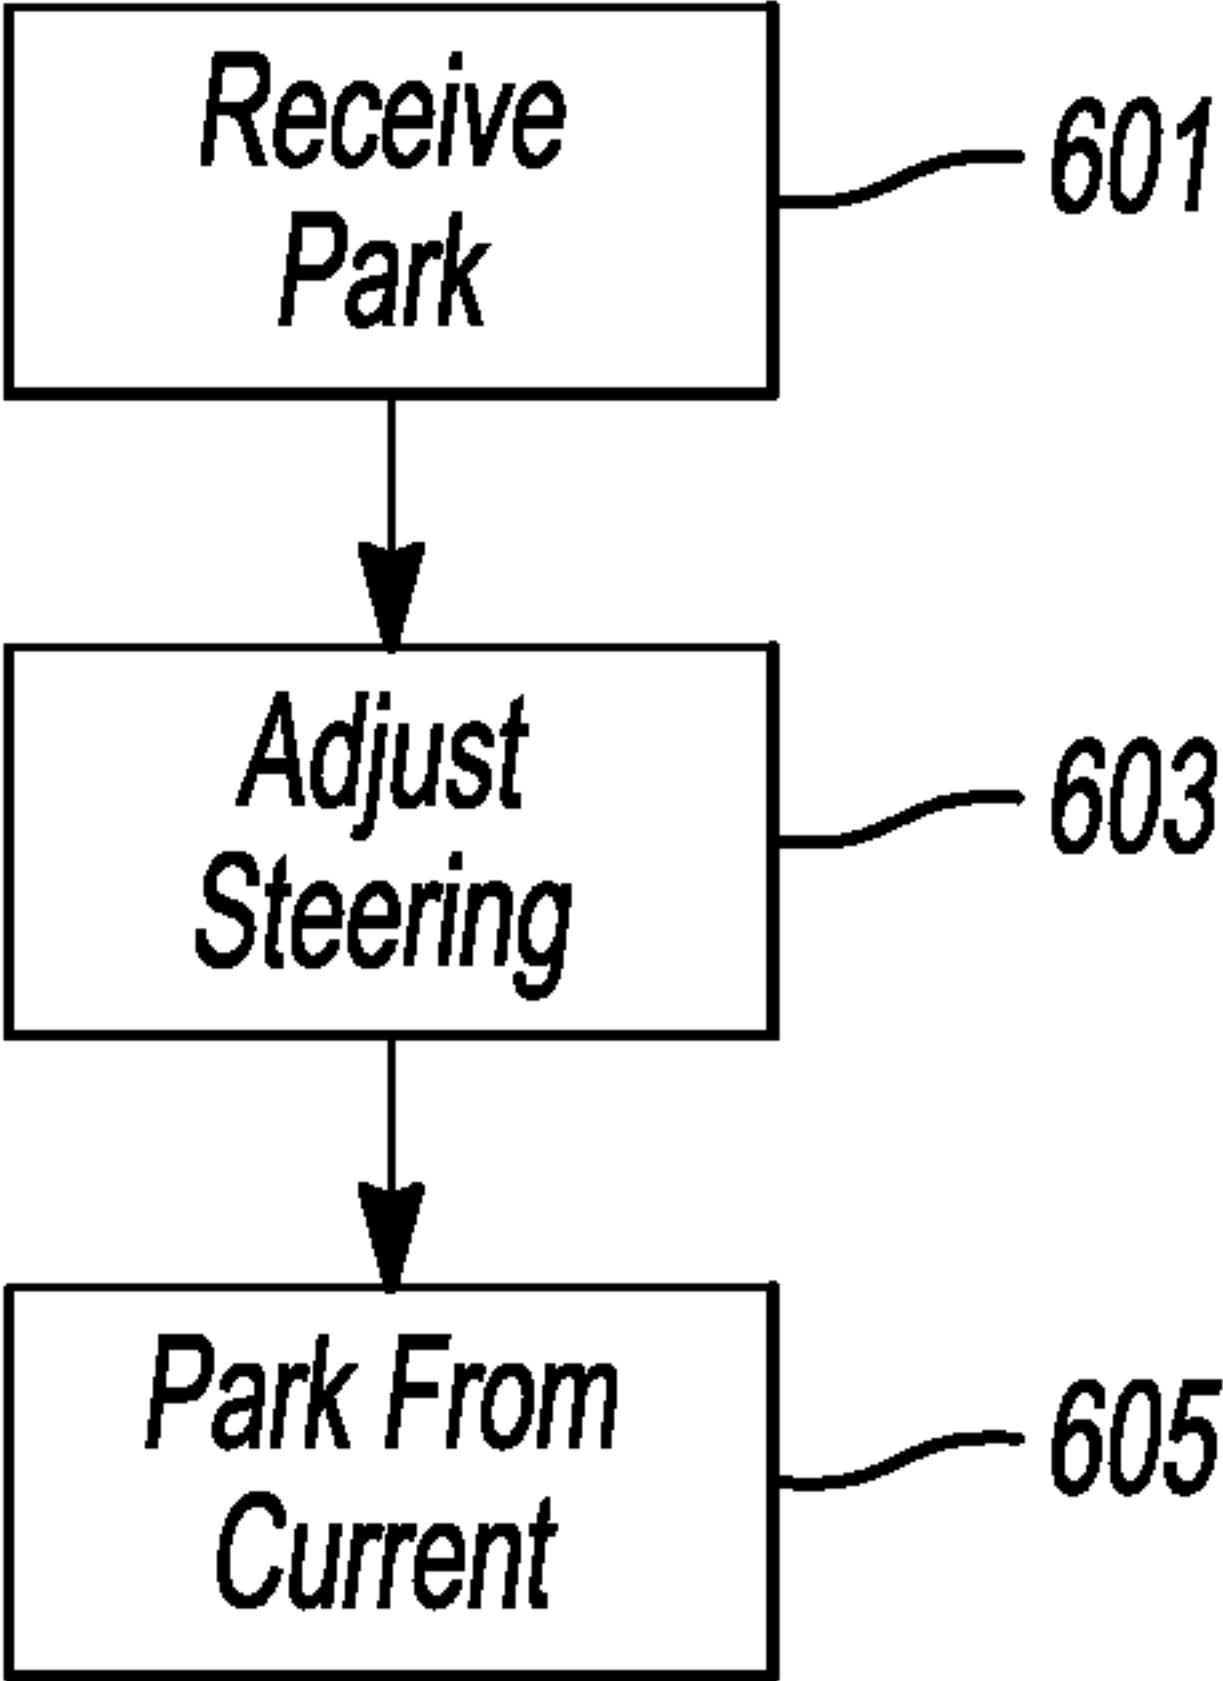 Receive
Park
601
Adjust
Steering
603
Park From
Current
605